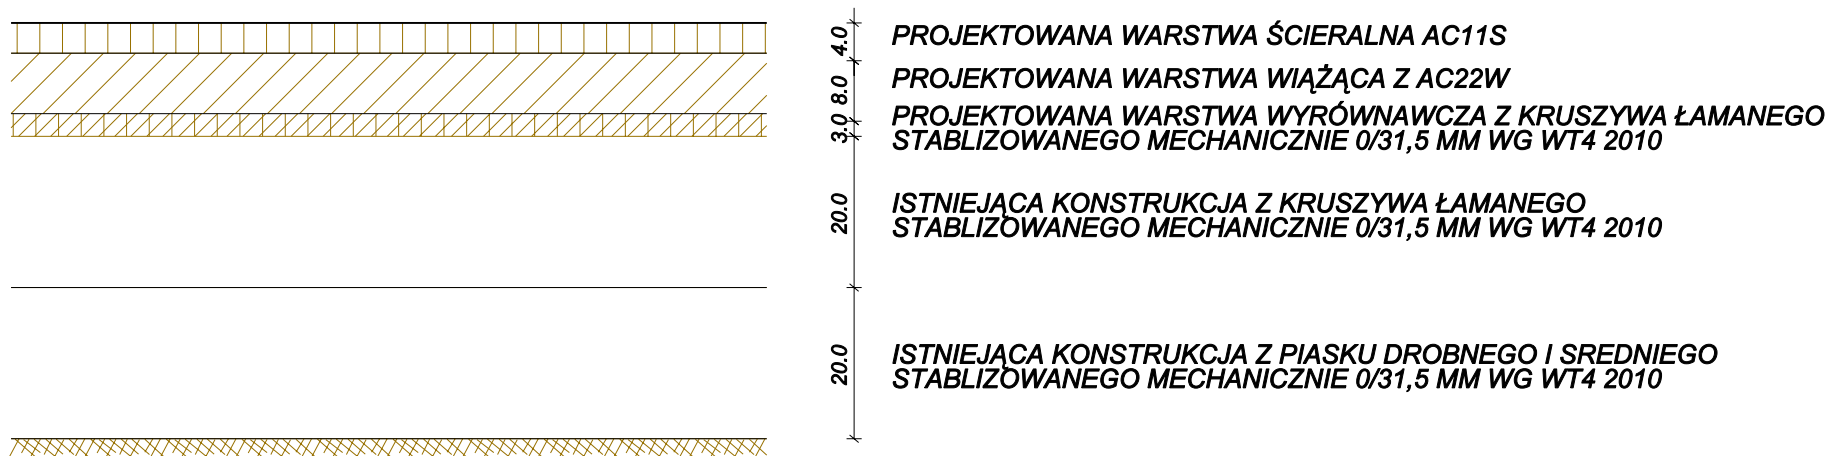 4.0
PROJEKTOWANA WARSTWA ŚCIERALNA AC11S
8.0
PROJEKTOWANA WARSTWA WIĄŻĄCA Z AC22W
3.0
PROJEKTOWANA WARSTWA WYRÓWNAWCZA Z KRUSZYWA ŁAMANEGO
STABLIZOWANEGO MECHANICZNIE 0/31,5 MM WG WT4 2010
20.0
ISTNIEJĄCA KONSTRUKCJA Z KRUSZYWA ŁAMANEGO
STABLIZOWANEGO MECHANICZNIE 0/31,5 MM WG WT4 2010
20.0
ISTNIEJĄCA KONSTRUKCJA Z PIASKU DROBNEGO I SREDNIEGO
STABLIZOWANEGO MECHANICZNIE 0/31,5 MM WG WT4 2010